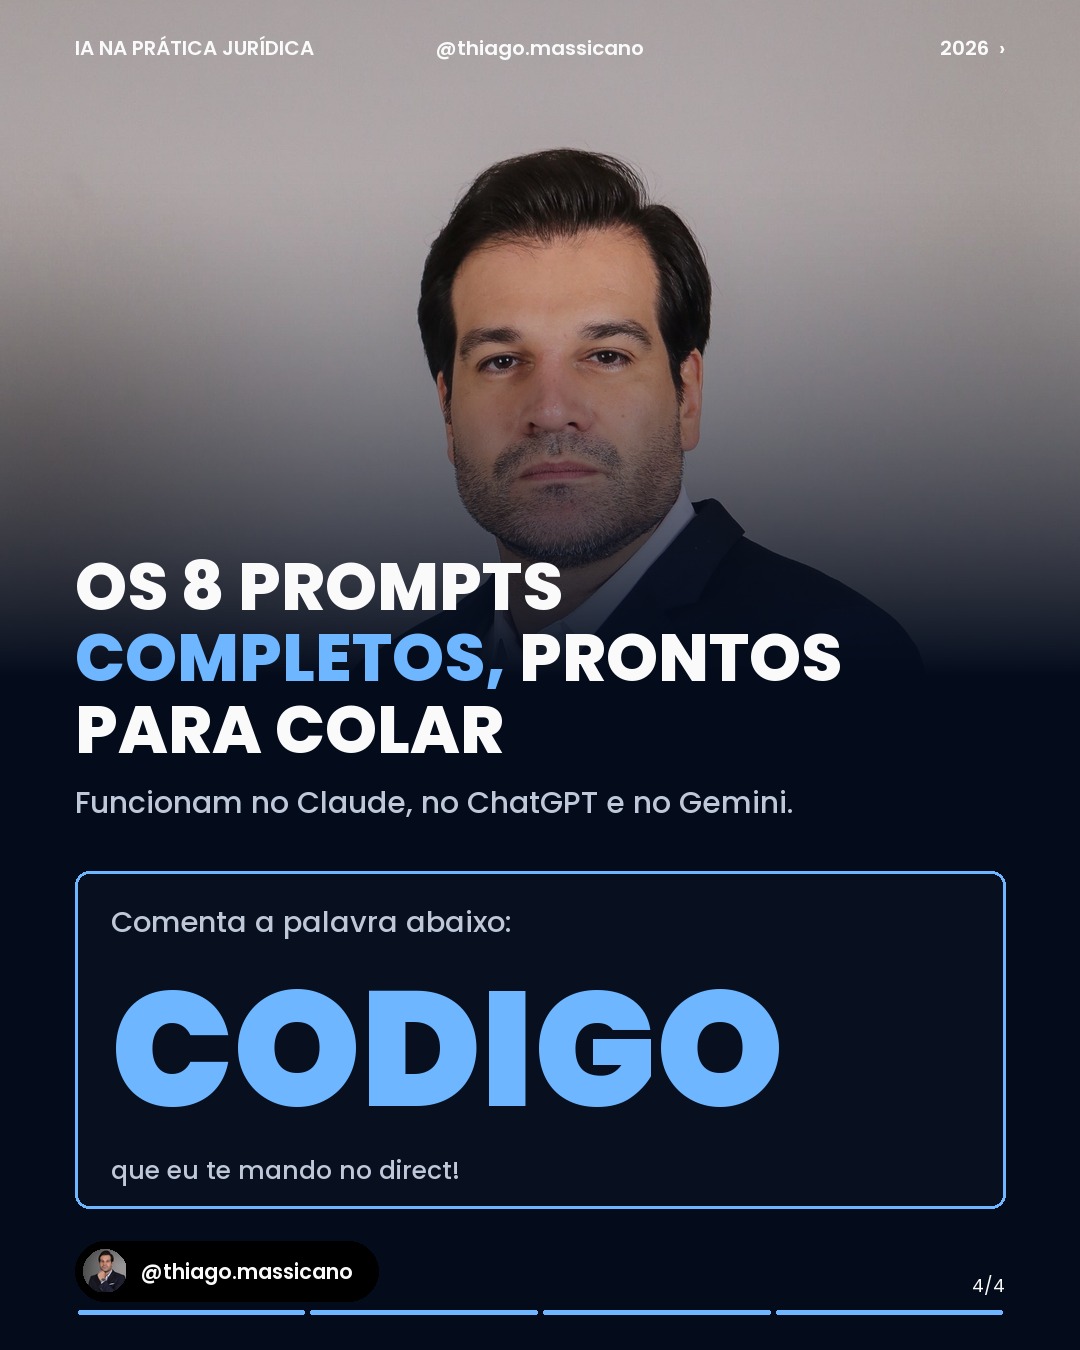 IA NA PRÁTICA JURÍDICA @thiago.massicano 2026 ›
OS 8 PROMPTS
COMPLETOS, PRONTOS
PARA COLAR
Funcionam no Claude, no ChatGPT e no Gemini.
Comenta a palavra abaixo:
CODIGO
que eu te mando no direct!
@thiago.massicano
4/4